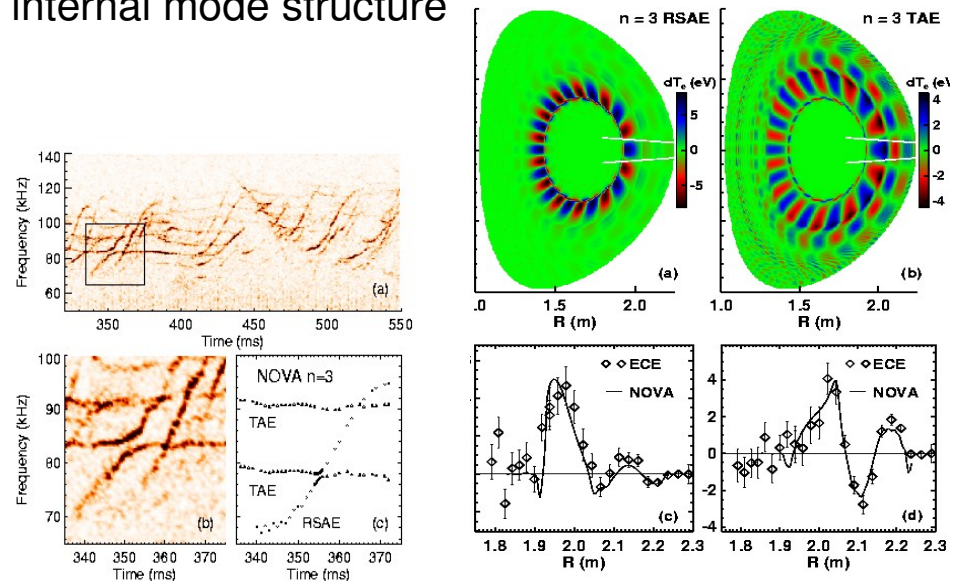 internal mode structure
n = 3 RSAE
dTe (eV)
5
0
-5
(a)
1.5 2.0
R (m)
n = 3 TAE
4
2
0
-2
-4
(b)
1.0 1.5 2.0
R (m)
140
120
100
80
60
Frequency (kHz)
(a)
350 400 450 500 550
Time (ms)
100
90
80
70
Frequency (kHz)
(b)
340 350 360 370
Time (ms)
NOVA n=3
TAE
TAE
RSAE
(c)
340 350 360 370
Time (ms)
ECE
NOVA
(c)
1.8 1.9 2.0 2.1 2.2 2.3
R (m)
ECE
NOVA
4
2
0
-2
-4
(d)
1.8 1.9 2.0 2.1 2.2 2.3
R (m)